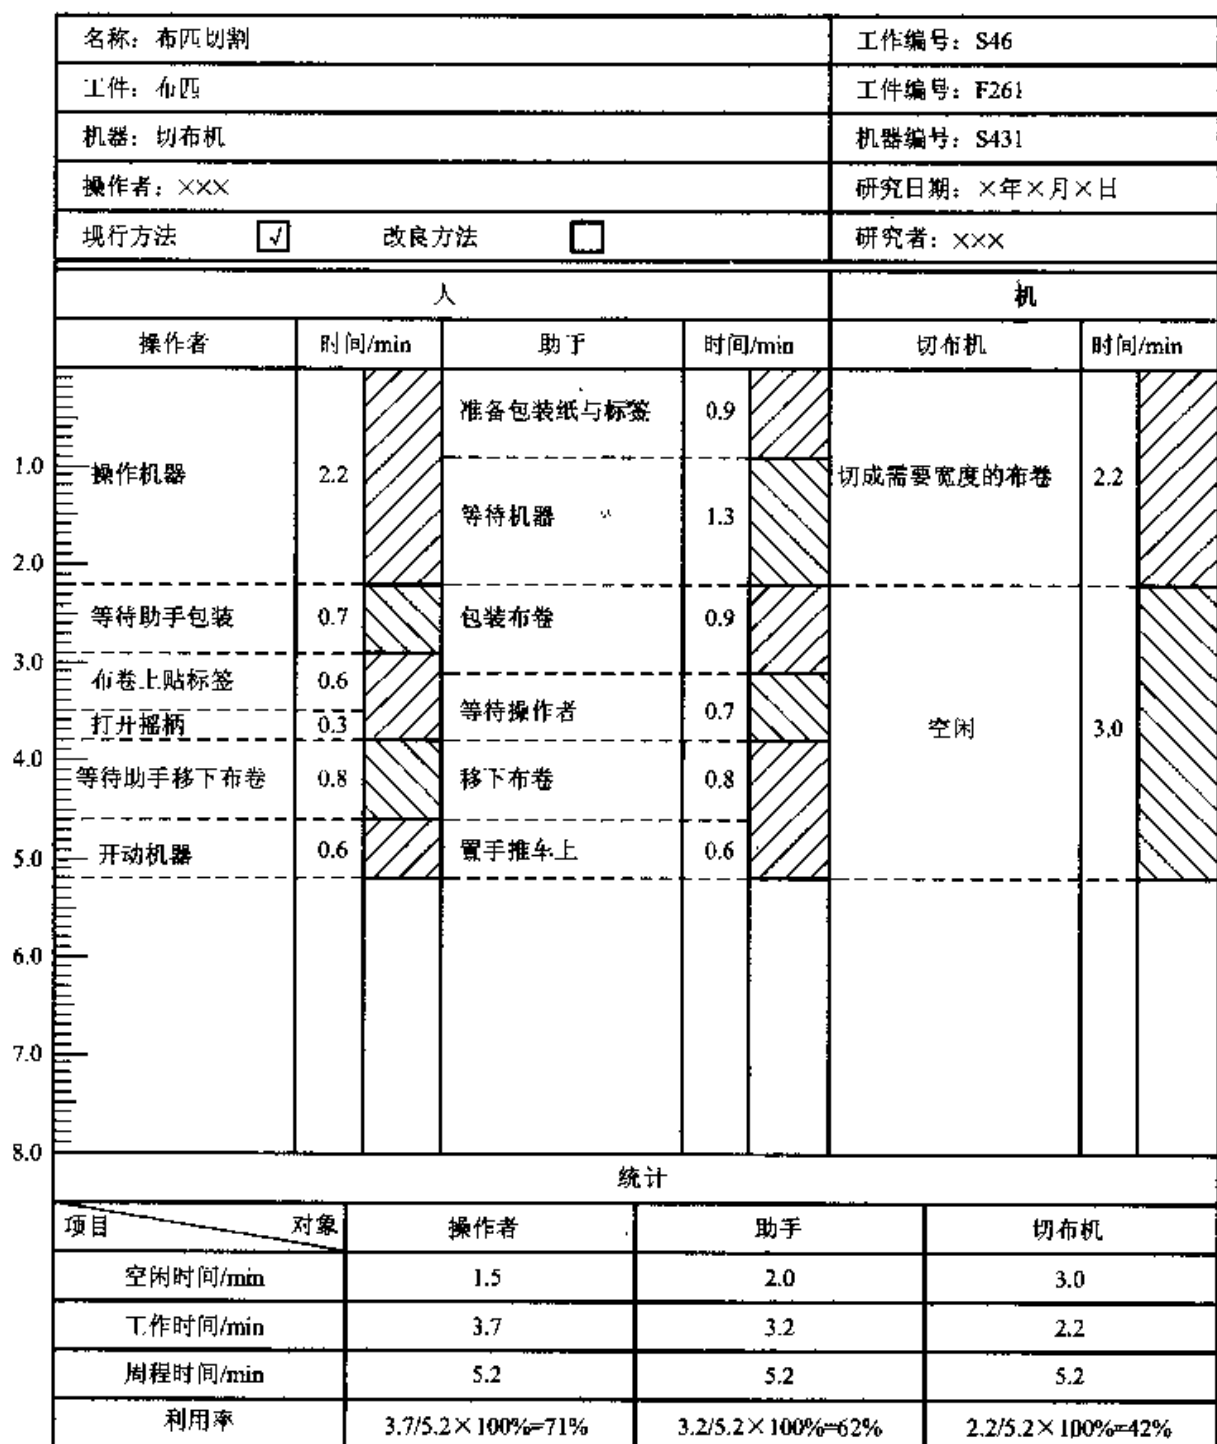 名称：布匹切割 工作编号：S46
工件：布匹 工件编号：F261
机器：切布机 机器编号：S431
操作者：××× 研究日期：×年×月×日
现行方法 √ 改良方法 研究者：×××
人 机
操作者 时间/min 助手 时间/min 切布机 时间/min
准备包装纸与标签 0.9
1.0 操作机器 2.2 切成需要宽度的布卷 2.2
等待机器 1.3
2.0
等待助手包装 0.7 包装布卷 0.9
3.0
布卷上贴标签 0.6
等待操作者 0.7
打开摇柄 0.3 空闲 3.0
4.0
等待助手移下布卷 0.8 移下布卷 0.8
5.0 开动机器 0.6 置手推车上 0.6
6.0
7.0
8.0
统计
项目 对象 操作者 助手 切布机
空闲时间/min 1.5 2.0 3.0
工作时间/min 3.7 3.2 2.2
周程时间/min 5.2 5.2 5.2
利用率 3.7/5.2×100%=71% 3.2/5.2×100%=62% 2.2/5.2×100%=42%